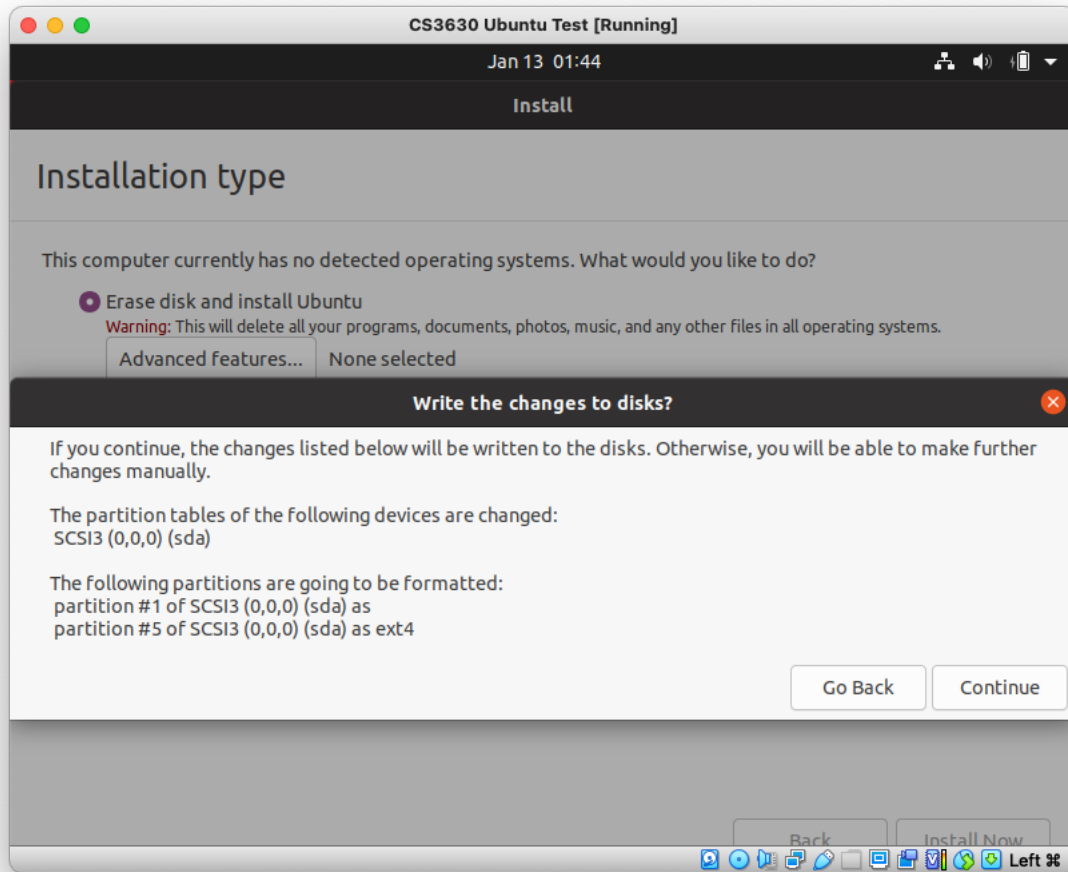 CS3630 Ubuntu Test [Running]
Jan 13 01:44
Install
Installation type
This computer currently has no detected operating systems. What would you like to do?
Erase disk and install Ubuntu
Warning: This will delete all your programs, documents, photos, music, and any other files in all operating systems.
Advanced features... None selected
Write the changes to disks?
If you continue, the changes listed below will be written to the disks. Otherwise, you will be able to make further
changes manually.
The partition tables of the following devices are changed:
SCSI3 (0,0,0) (sda)
The following partitions are going to be formatted:
partition #1 of SCSI3 (0,0,0) (sda) as
partition #5 of SCSI3 (0,0,0) (sda) as ext4
Go Back Continue
Back Install Now
Left ⌘